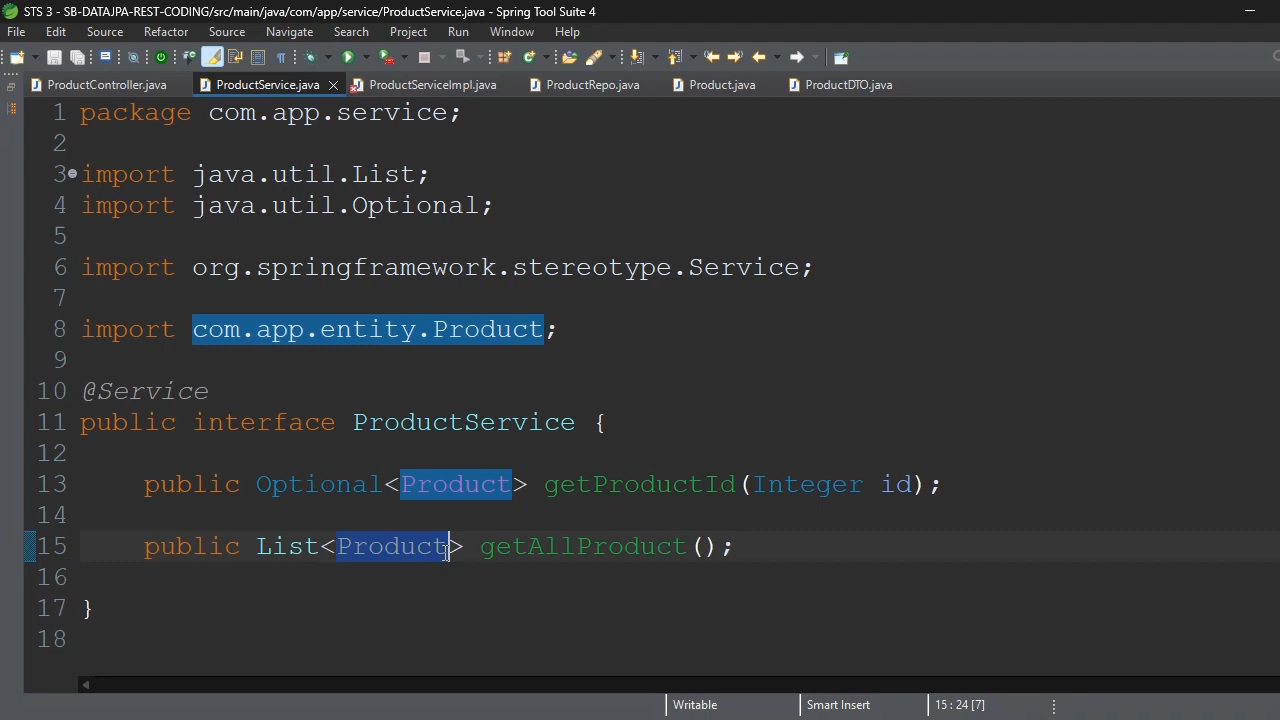 STS 3 - SB-DATAJPA-REST-CODING/src/main/java/com/app/service/ProductService.java - Spring Tool Suite 4
File Edit Source Refactor Source Navigate Search Project Run Window Help
ProductController.java ProductService.java ProductServiceImpl.java ProductRepo.java Product.java ProductDTO.java
1 package com.app.service;
2
3 import java.util.List;
4 import java.util.Optional;
5
6 import org.springframework.stereotype.Service;
7
8 import com.app.entity.Product;
9
10 @Service
11 public interface ProductService {
12
13 public Optional<Product> getProductId(Integer id);
14
15 public List<Product> getAllProduct();
16
17 }
18
Writable Smart Insert 15 : 24 [7]